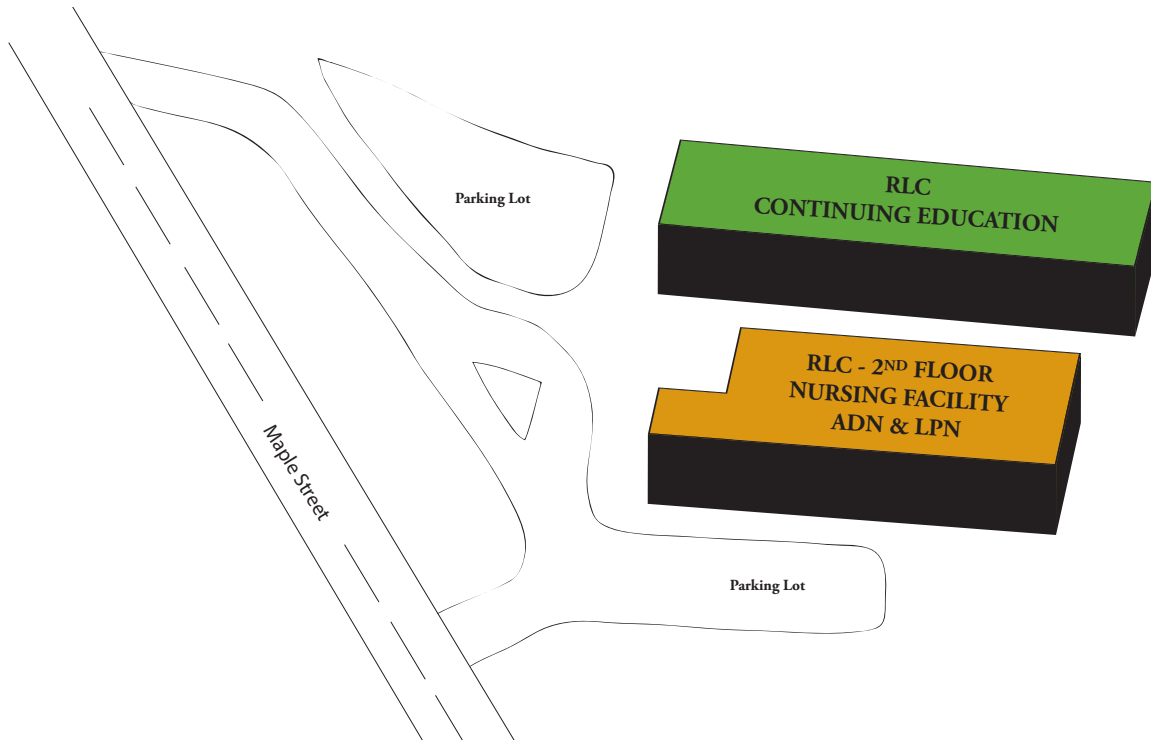 RLC
CONTINUING EDUCATION
Parking Lot
RLC - 2ND FLOOR
NURSING FACILITY
ADN & LPN
Maple Street
Parking Lot